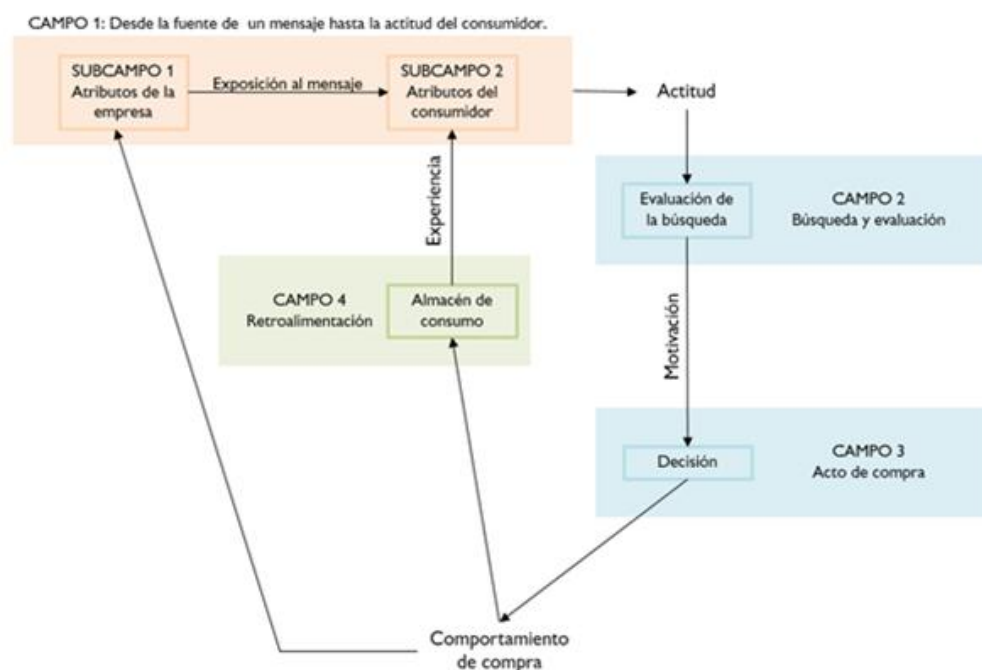 CAMPO 1: Desde la fuente de un mensaje hasta la actitud del consumidor.
SUBCAMPO 1
Atributos de la
empresa
Exposición al mensaje
SUBCAMPO 2
Atributos del
consumidor
Actitud
Experiencia
Evaluación de
la búsqueda
CAMPO 2
Búsqueda y evaluación
CAMPO 4
Retroalimentación
Almacén de
consumo
Motivación
Decisión
CAMPO 3
Acto de compra
Comportamiento
de compra